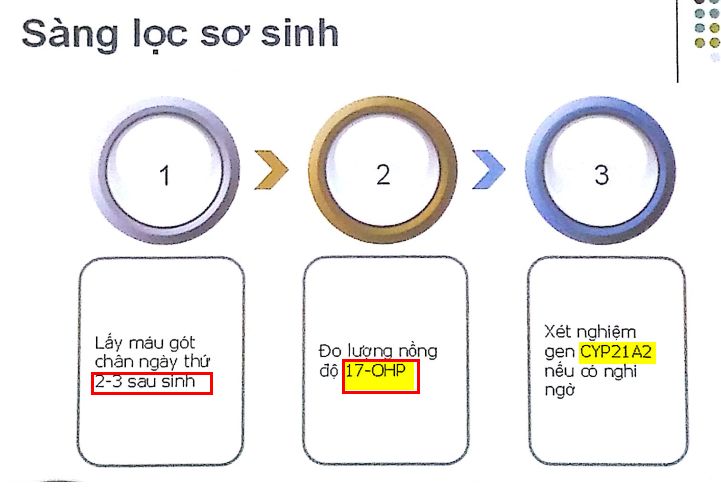 Sàng lọc sơ sinh
1
2
3
Lấy máu gót
chân ngày thứ
2-3 sau sinh
Đo lượng nồng
độ 17-OHP
Xét nghiệm
gen CYP21A2
nếu có nghi
ngờ